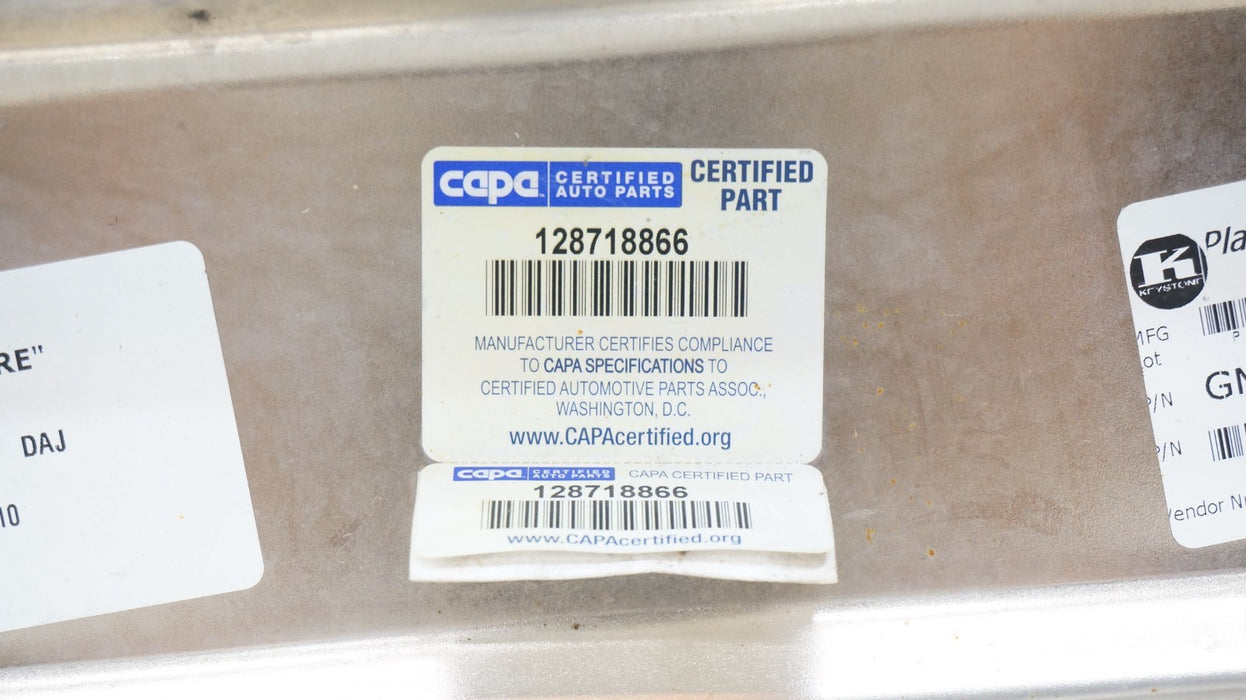 RE"
DAJ
10
capa CERTIFIED AUTO PARTS
CERTIFIED PART
128718866
MANUFACTURER CERTIFIES COMPLIANCE
TO CAPA SPECIFICATIONS TO
CERTIFIED AUTOMOTIVE PARTS ASSOC.,
WASHINGTON, D.C.
www.CAPAcertified.org
capa CERTIFIED AUTO PARTS CAPA CERTIFIED PART
128718866
www.CAPAcertified.org
K
KEYSTONE
Pla
P
MFG
ot
GM
P/N
P/N
Vendor Nu